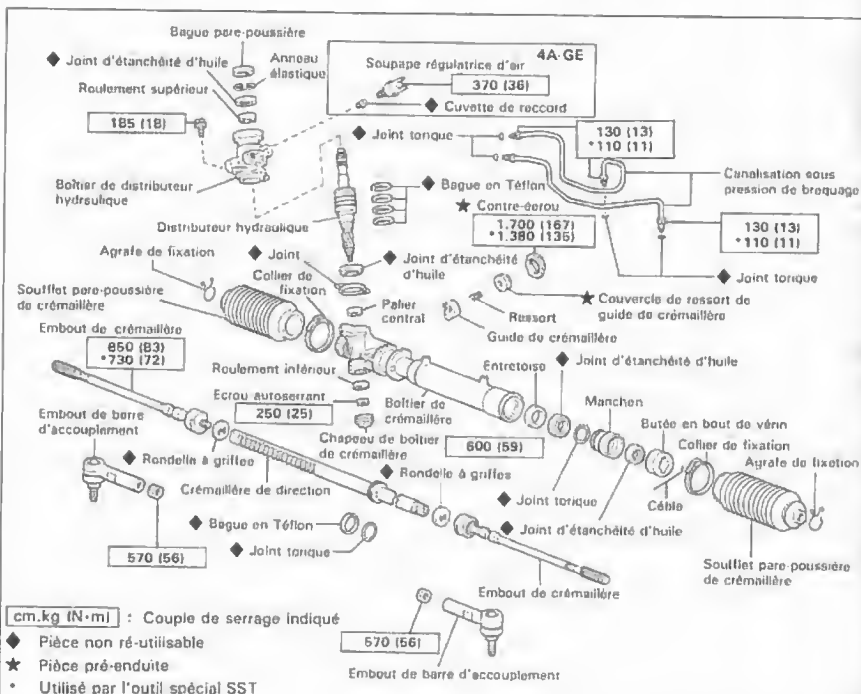 Bague pare-poussière
◆ Joint d'étanchéité d'huile
Anneau
élastique
Roulement supérieur
185 (18)
Boîtier de distributeur
hydraulique
4A-GE
Soupape régulatrice d'air
370 (36)
◆ Cuvette de raccord
◆ Joint torique
130 (13)
*110 (11)
Canalisation sous
pression de braquage
◆ Bague en Téflon
★ Contre-écrou
1.700 (167)
*1.380 (135)
130 (13)
*110 (11)
◆ Joint torique
Distributeur hydraulique
Agrafe de fixation
◆ Joint
◆ Joint d'étanchéité
d'huile
Collier de
fixation
Soufflet pare-poussière
de crémaillère
Palier
central
Ressort
★ Couvercle de ressort de
guide de crémaillère
Guide de crémaillère
Embout de crémaillère
850 (83)
*730 (72)
Roulement inférieur
Ecrou autoserrant
250 (25)
Boîtier de
crémaillère
Entretoise
◆ Joint d'étanchéité d'huile
Manchon
Butée en bout de vérin
Collier de fixation
Agrafe de fixation
Embout de barre
d'accouplement
Chapeau de boîtier
de crémaillère
600 (59)
◆ Rondelle à griffes
Crémaillère de direction
◆ Rondelle à griffes
◆ Joint torique
Câble
◆ Joint d'étanchéité d'huile
◆ Bague en Téflon
◆ Joint torique
570 (56)
Soufflet pare-poussière
de crémaillère
Embout de crémaillère
cm.kg (N·m) : Couple de serrage indiqué
◆ Pièce non ré-utilisable
★ Pièce pré-enduite
* Utilisé par l'outil spécial SST
570 (56)
Embout de barre d'accouplement